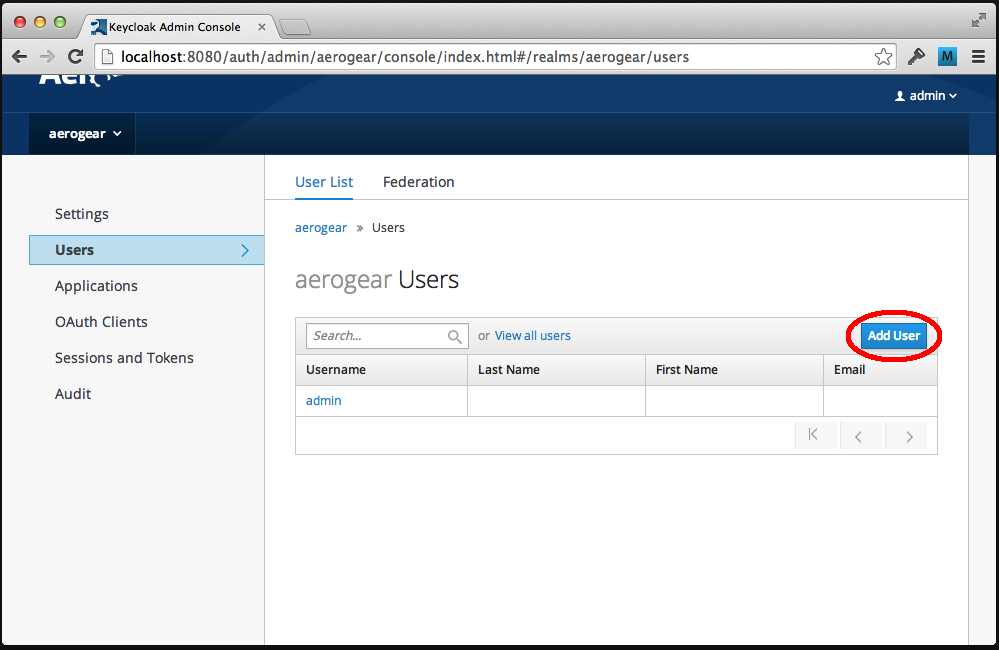 Keycloak Admin Console
localhost:8080/auth/admin/aerogear/console/index.html#/realms/aerogear/users
M
admin
aerogear
User List Federation
Settings
Users
Applications
OAuth Clients
Sessions and Tokens
Audit
aerogear » Users
aerogear Users
Search... or View all users Add User
Username Last Name First Name Email
admin